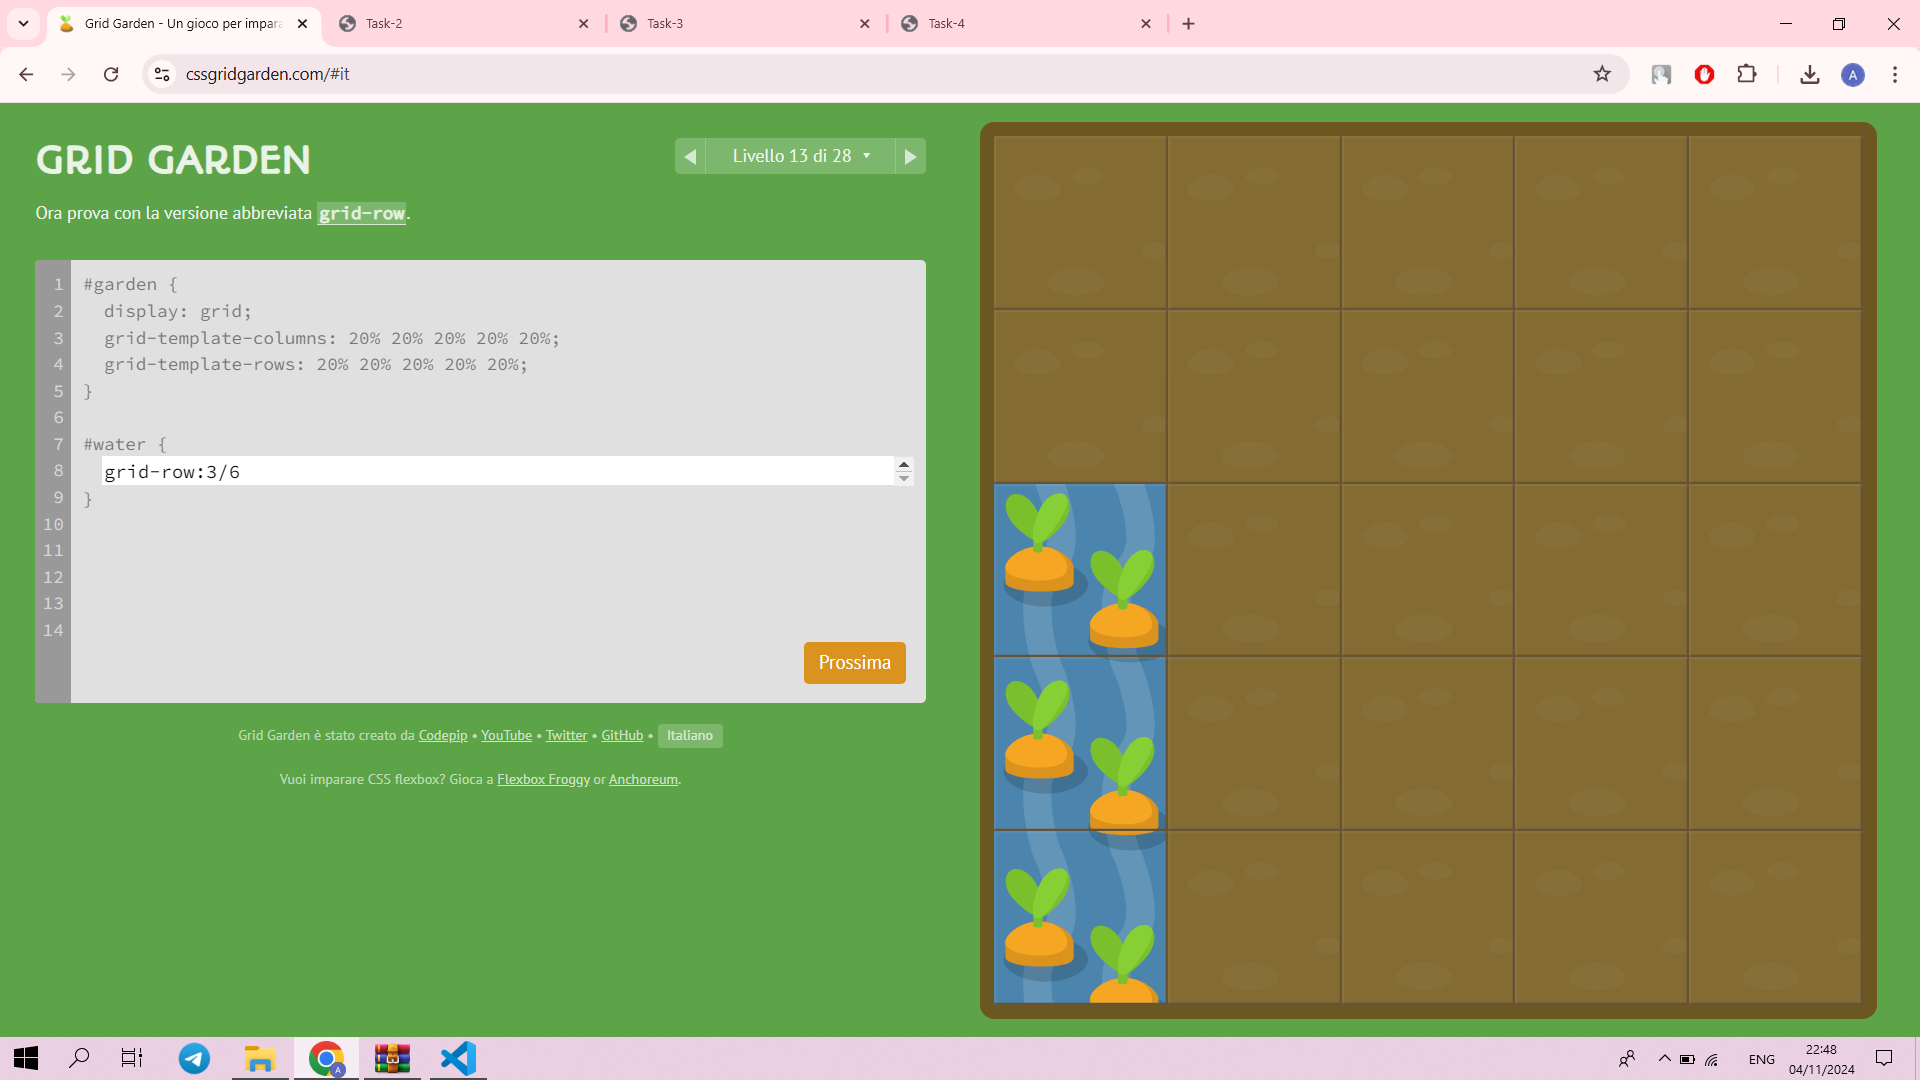 Grid Garden - Un gioco per impara
Task-2
Task-3
Task-4
cssgridgarden.com/#it
A
GRID GARDEN
Livello 13 di 28
Ora prova con la versione abbreviata grid-row.
1 #garden {
2 display: grid;
3 grid-template-columns: 20% 20% 20% 20% 20%;
4 grid-template-rows: 20% 20% 20% 20% 20%;
5 }
6
7 #water {
8 grid-row:3/6
9 }
10
11
12
13
14
Prossima
Grid Garden è stato creato da Codepip • YouTube • Twitter • GitHub • Italiano
Vuoi imparare CSS flexbox? Gioca a Flexbox Froggy or Anchoreum.
A
ENG
22:48
04/11/2024